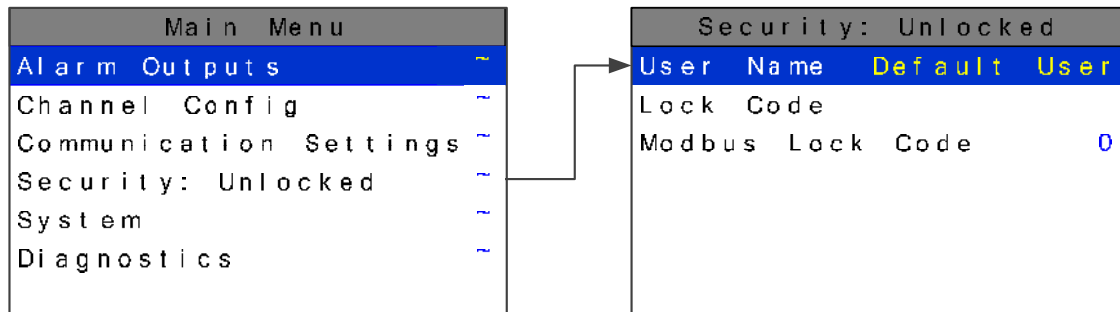 Main Menu
Alarm Outputs ~
Channel Config ~
Communication Settings ~
Security: Unlocked ~
System ~
Diagnostics ~
Security: Unlocked
User Name Default User
Lock Code
Modbus Lock Code 0